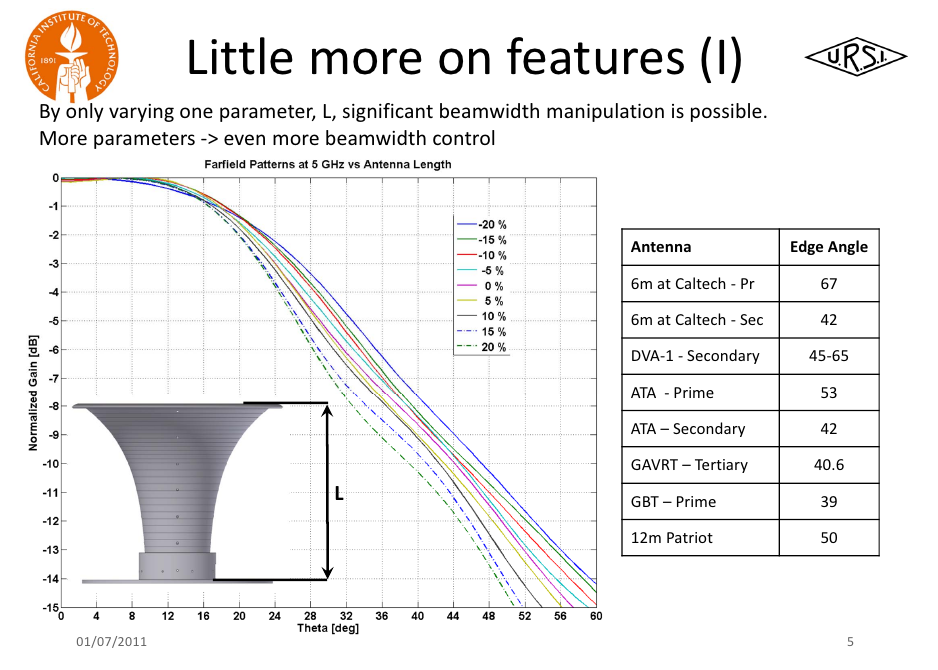 CALIFORNIA INSTITUTE OF TECHNOLOGY
1891
Little more on features (I)
U.R.S.I.
By only varying one parameter, L, significant beamwidth manipulation is possible.
More parameters -> even more beamwidth control
Farfield Patterns at 5 GHz vs Antenna Length
Normalized Gain [dB]
0
-1
-2
-3
-4
-5
-6
-7
-8
-9
-10
-11
-12
-13
-14
-15
-20 %
-15 %
-10 %
-5 %
0 %
5 %
10 %
15 %
20 %
L
0 4 8 12 16 20 24 28 32 36 40 44 48 52 56 60
Theta [deg]
Antenna Edge Angle
6m at Caltech - Pr 67
6m at Caltech - Sec 42
DVA-1 - Secondary 45-65
ATA - Prime 53
ATA – Secondary 42
GAVRT – Tertiary 40.6
GBT – Prime 39
12m Patriot 50
01/07/2011
5